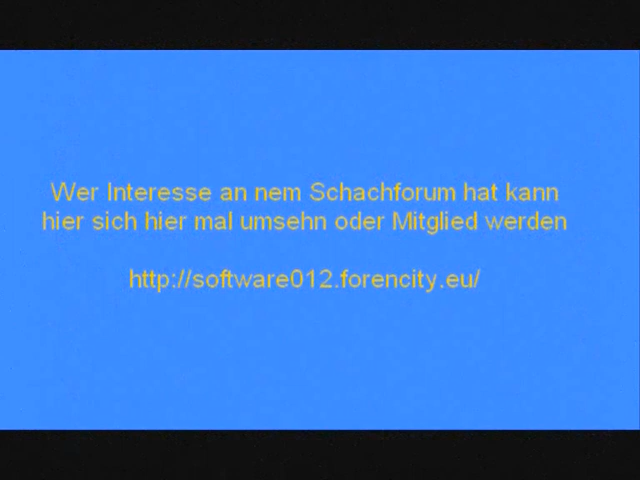 Wer Interesse an nem Schachforum hat kann
hier sich hier mal umsehn oder Mitglied werden
http://software012.forencity.eu/